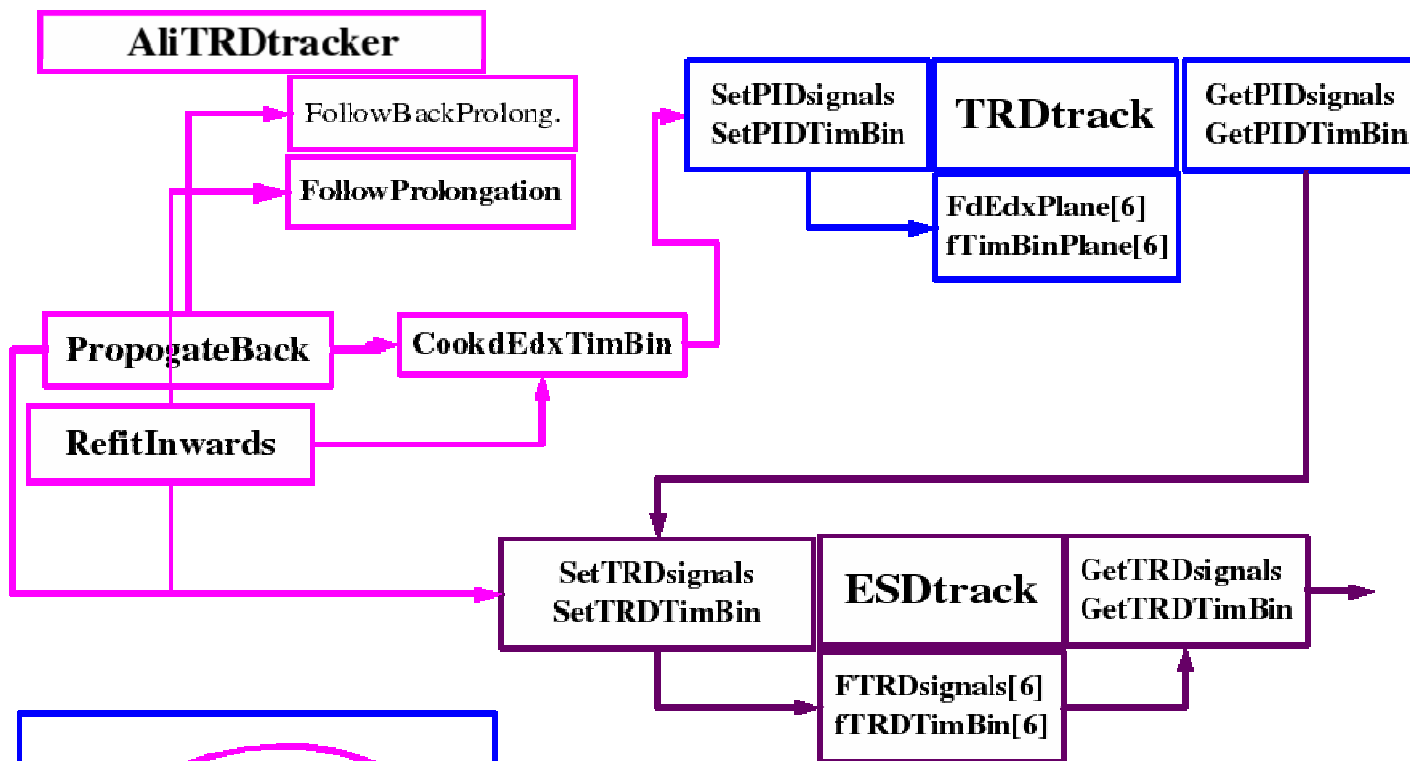 AliTRDtracker
FollowBackProlong.
FollowProlongation
SetPIDsignals
SetPIDTimBin
TRDtrack
GetPIDsignals
GetPIDTimBin
FdEdxPlane[6]
fTimBinPlane[6]
PropogateBack
CookdEdxTimBin
RefitInwards
SetTRDsignals
SetTRDTimBin
ESDtrack
GetTRDsignals
GetTRDTimBin
FTRDsignals[6]
fTRDTimBin[6]